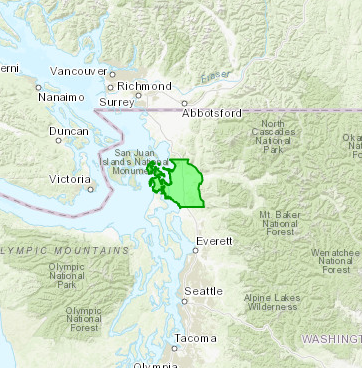 Vancouver
Richmond
Fraser
erni
Nanaimo
Surrey
Abbotsford
Duncan
North
Cascades
National
Park
Oka
Na
San Juan
Islands National
Monume
Victoria
Mt. Baker
National
Forest
Everett
OLYMPIC MOUNTAINS
Wenatchee
National
Forest
Olympic
National
Park
Seattle
Alpine Lakes
Wilderness
Olympic
National
Forest
Tacoma
WASHINGT
Olympia